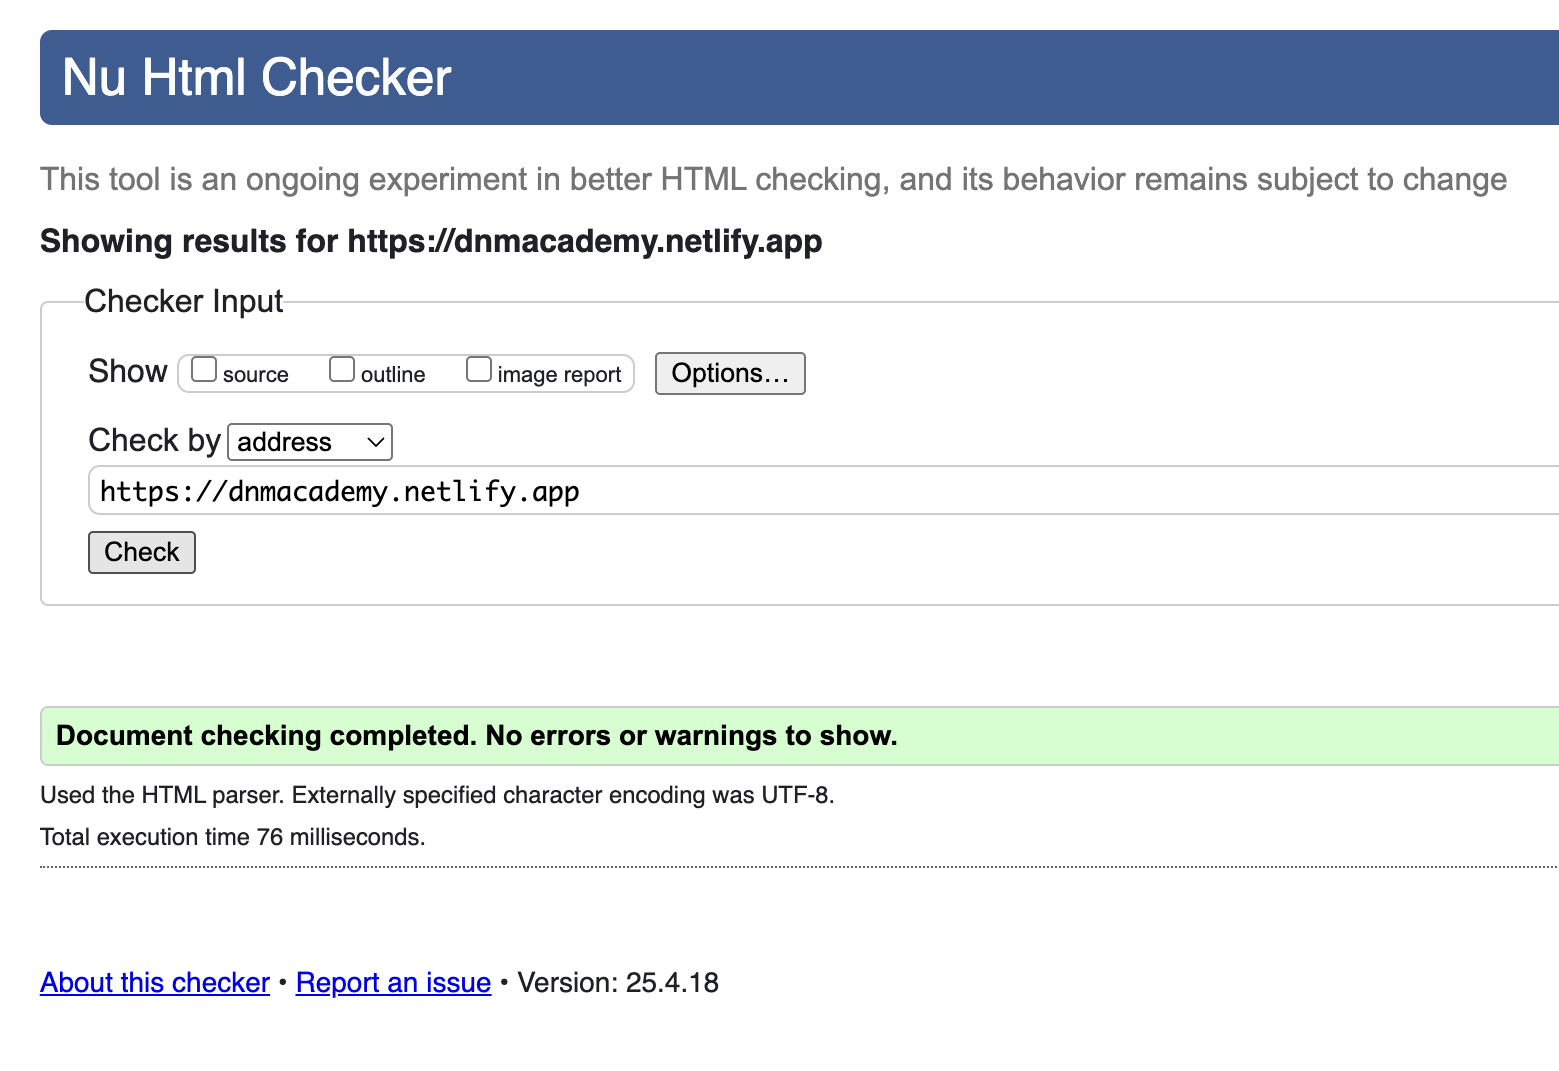 Nu Html Checker
This tool is an ongoing experiment in better HTML checking, and its behavior remains subject to change
Showing results for https://dnmacademy.netlify.app
Checker Input
Show source outline image report Options…
Check by address
https://dnmacademy.netlify.app
Check
Document checking completed. No errors or warnings to show.
Used the HTML parser. Externally specified character encoding was UTF-8.
Total execution time 76 milliseconds.
About this checker • Report an issue • Version: 25.4.18